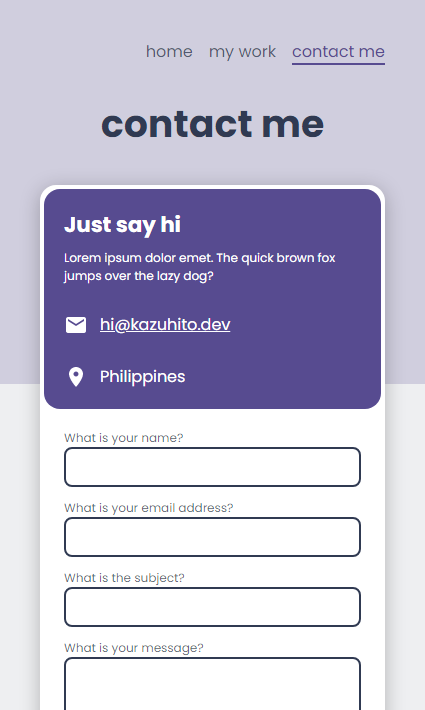 home my work contact me
contact me
Just say hi
Lorem ipsum dolor emet. The quick brown fox
jumps over the lazy dog?
hi@kazuhito.dev
Philippines
What is your name?
What is your email address?
What is the subject?
What is your message?